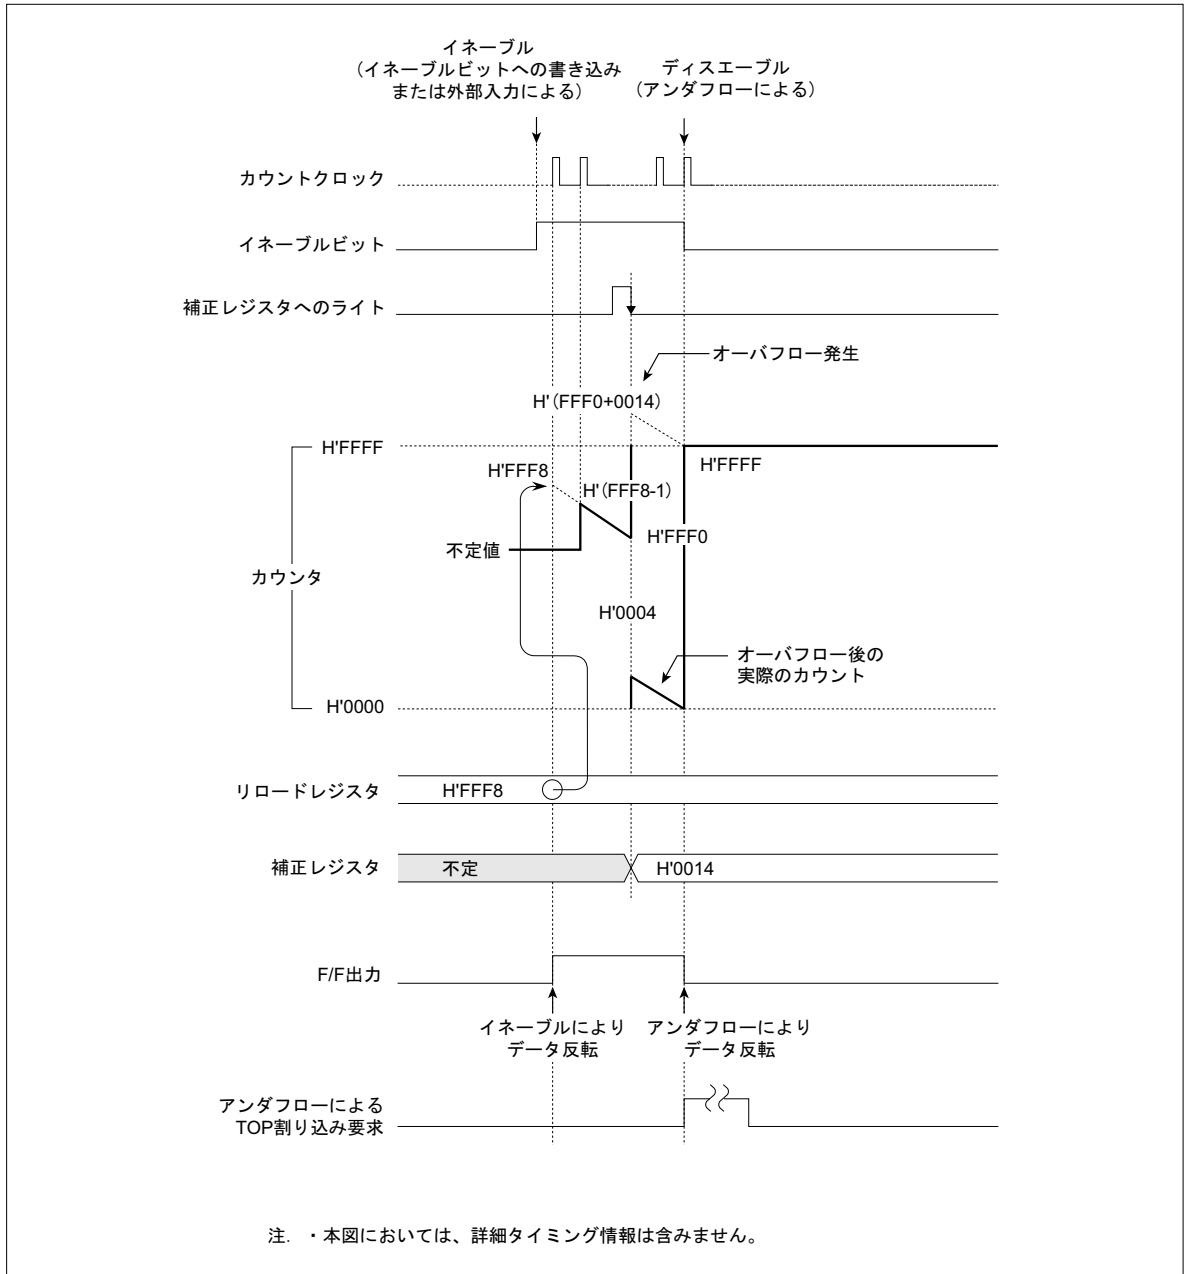 イネーブル
（イネーブルビットへの書き込み
または外部入力による）
ディスエーブル
（アンダフローによる）
カウントクロック
イネーブルビット
補正レジスタへのライト
オーバフロー発生
H'（FFF0+0014）
H'FFFF
H'FFF8
H'FFFF
H'（FFF8-1）
H'FFF0
不定値
カウンタ
H'0004
オーバフロー後の
実際のカウント
H'0000
リロードレジスタ
H'FFF8
補正レジスタ
不定
H'0014
F/F出力
イネーブルにより
データ反転
アンダフローにより
データ反転
アンダフローによる
TOP割り込み要求
注. ・本図においては、詳細タイミング情報は含みません。